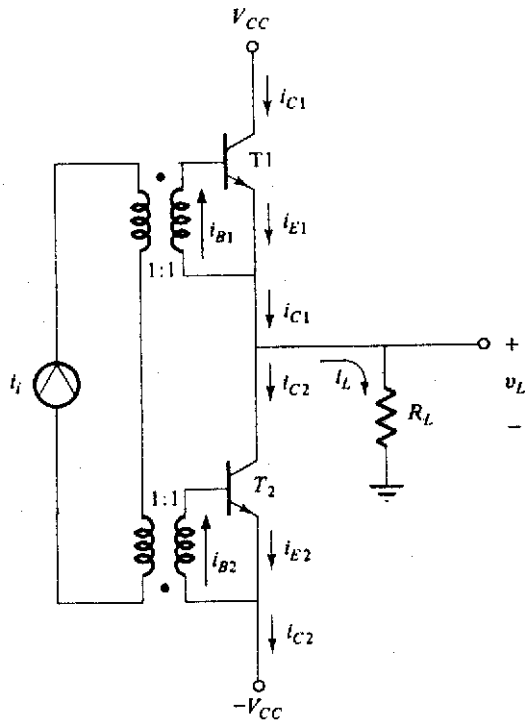 V_CC
i_C1
T1
i_B1
i_E1
1:1
i_C1
+
i_i
i_C2
i_L
v_L
R_L
−
1:1
T_2
i_B2
i_E2
i_C2
−V_CC